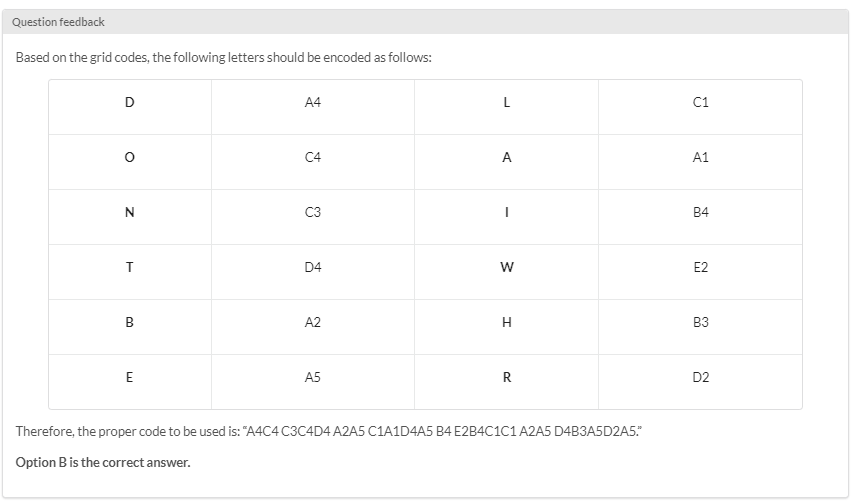 Question feedback
Based on the grid codes, the following letters should be encoded as follows:
D A4 L C1
O C4 A A1
N C3 I B4
T D4 W E2
B A2 H B3
E A5 R D2
Therefore, the proper code to be used is: “A4C4 C3C4D4 A2A5 C1A1D4A5 B4 E2B4C1C1 A2A5 D4B3A5D2A5.”
Option B is the correct answer.